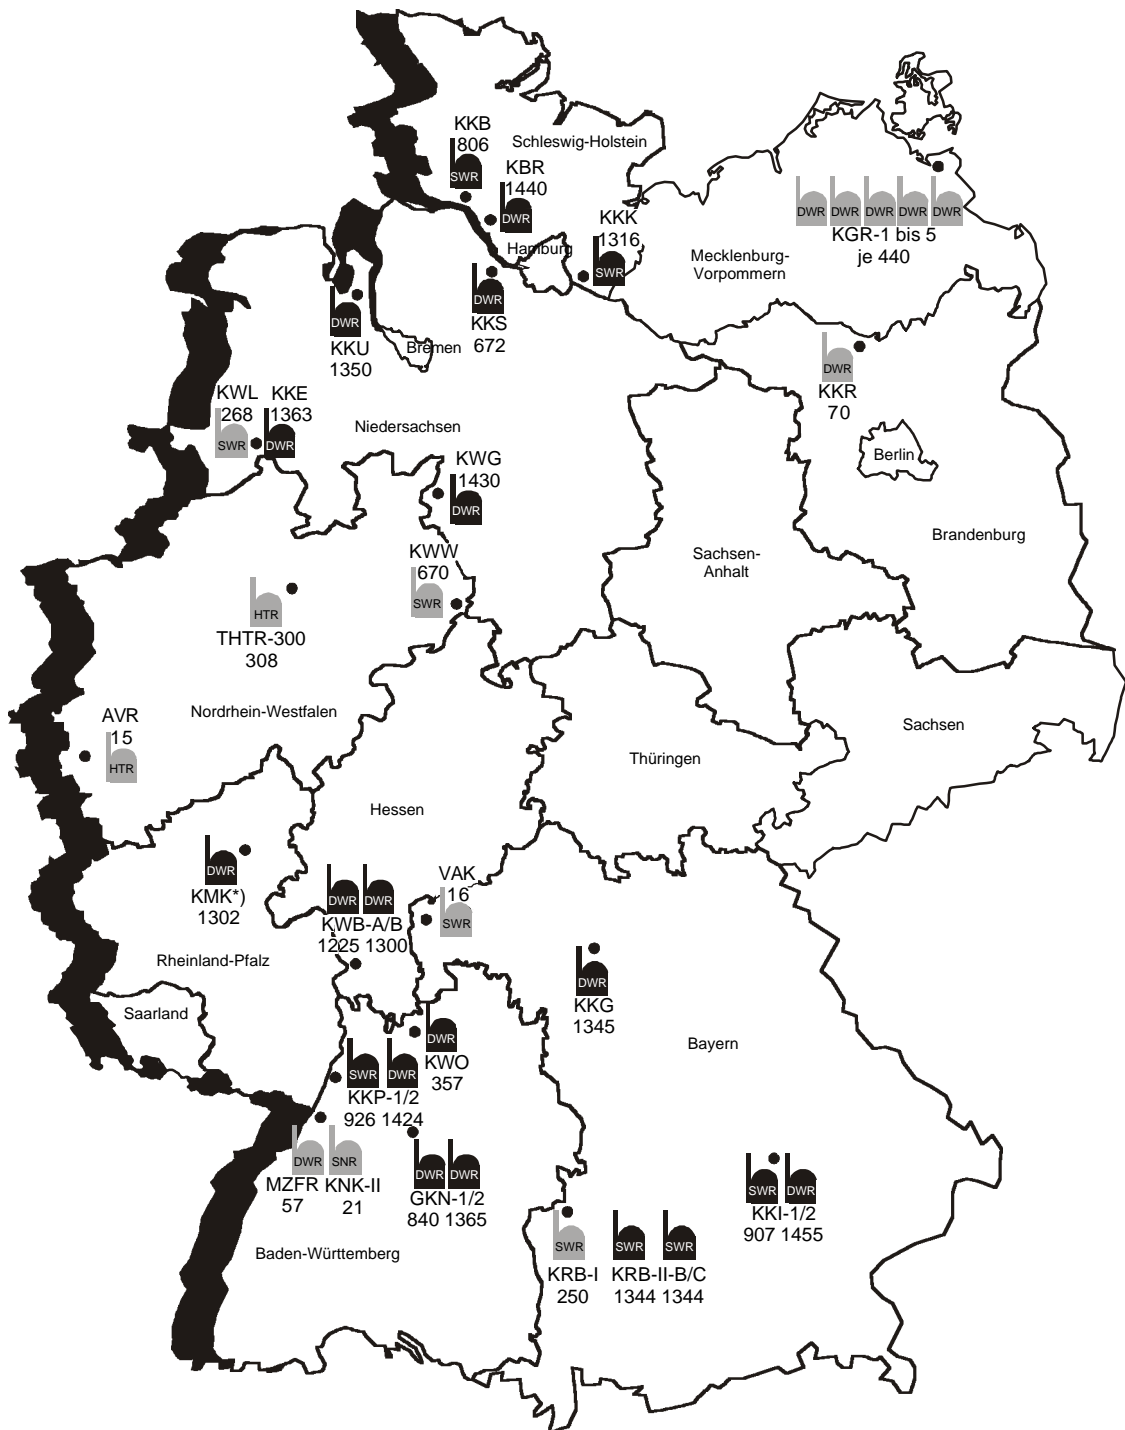 KKB
806
SWR
Schleswig-Holstein
KBR
1440
DWR
KKK
1316
SWR
Hamburg
DWR DWR DWR DWR DWR
KGR-1 bis 5
je 440
Mecklenburg-
Vorpommern
DWR
KKS
672
DWR
KKU
1350
Bremen
DWR
KKR
70
KWL
268
SWR
KKE
1363
DWR
Niedersachsen
Berlin
KWG
1430
DWR
Brandenburg
Sachsen-
Anhalt
KWW
670
SWR
HTR
THTR-300
308
Nordrhein-Westfalen
AVR
15
HTR
Sachsen
Thüringen
Hessen
DWR
KMK*)
1302
DWR DWR
KWB-A/B
1225 1300
VAK
16
SWR
Rheinland-Pfalz
DWR
KKG
1345
Saarland
DWR
KWO
357
Bayern
SWR DWR
KKP-1/2
926 1424
DWR SNR
MZFR KNK-II
57 21
DWR DWR
GKN-1/2
840 1365
SWR DWR
KKI-1/2
907 1455
Baden-Württemberg
SWR
KRB-I
250
SWR SWR
KRB-II-B/C
1344 1344